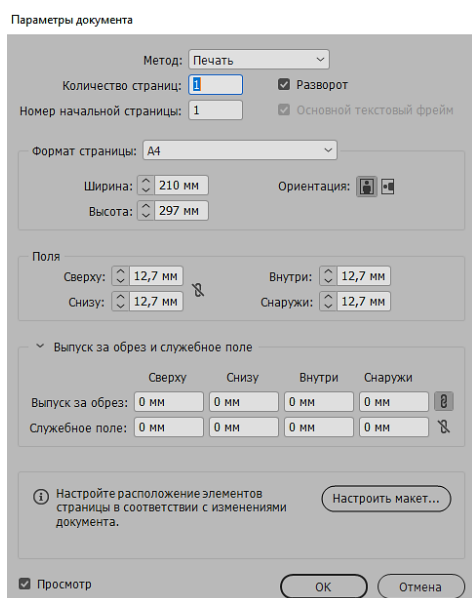 Параметры документа
Метод: Печать
Количество страниц: 1 Разворот
Номер начальной страницы: 1 Основной текстовый фрейм
Формат страницы: A4
Ширина: 210 мм Ориентация:
Высота: 297 мм
Поля
Сверху: 12,7 мм Внутри: 12,7 мм
Снизу: 12,7 мм Снаружи: 12,7 мм
Выпуск за обрез и служебное поле
Сверху Снизу Внутри Снаружи
Выпуск за обрез: 0 мм 0 мм 0 мм 0 мм
Служебное поле: 0 мм 0 мм 0 мм 0 мм
Настройте расположение элементов
страницы в соответствии с изменениями
документа.
Настроить макет...
Просмотр ОК Отмена